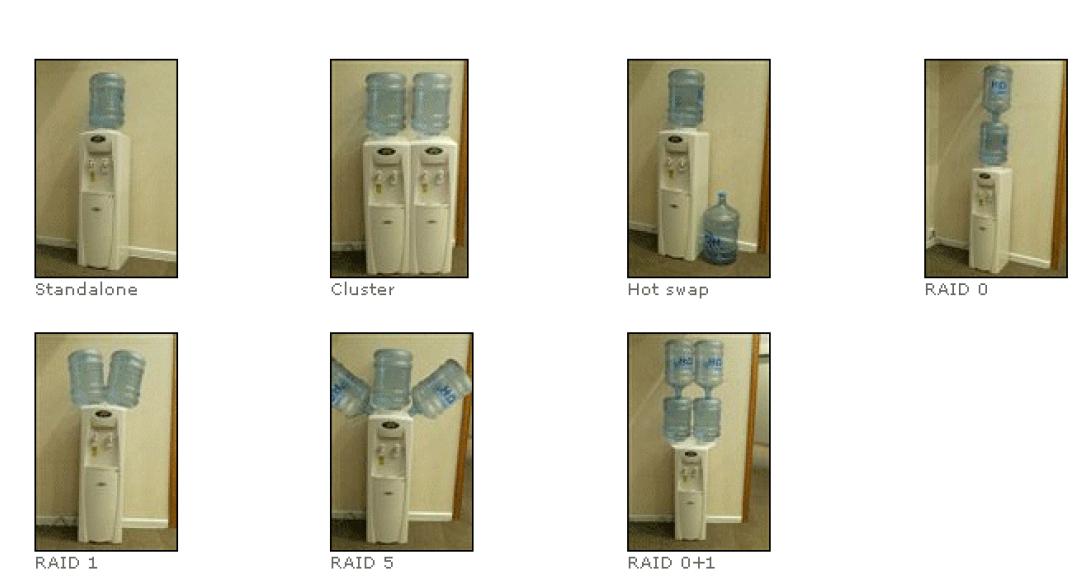 Standalone
Cluster
Hot swap
RAID 0
RAID 1
RAID 5
RAID 0+1